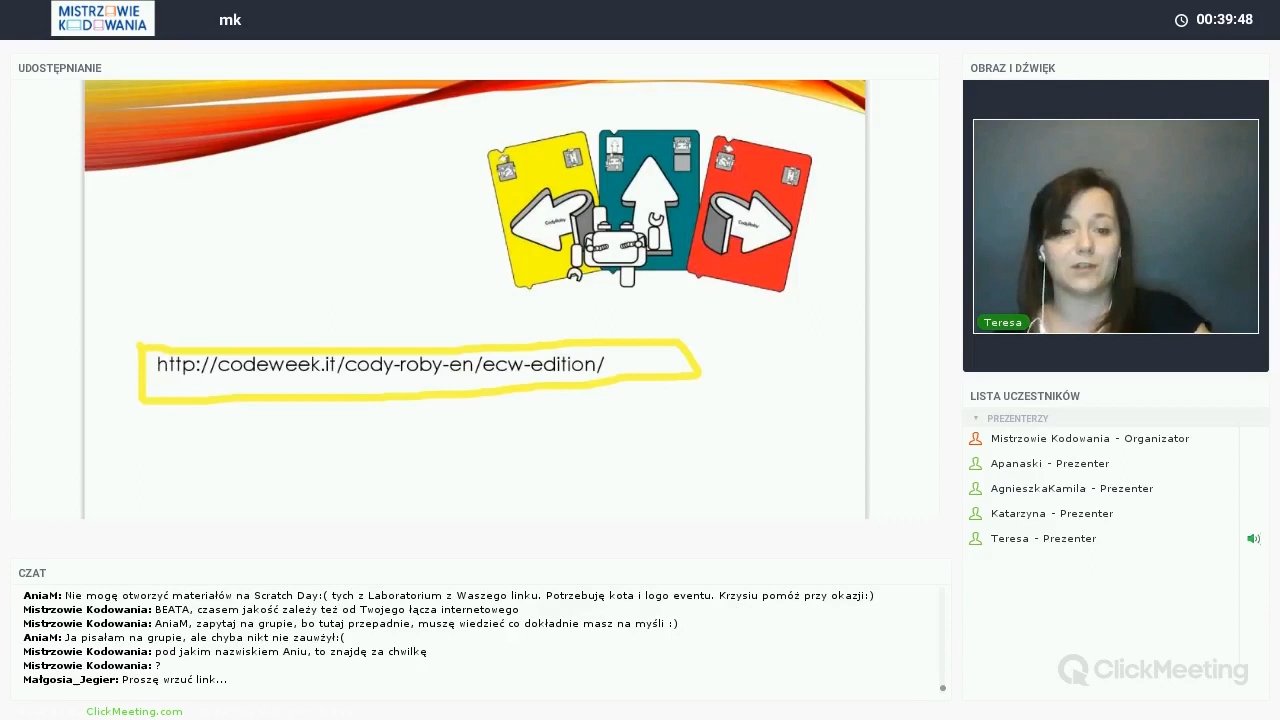 MISTRZOWIE
KODOWANIA
mk
00:39:48
UDOSTĘPNIANIE
OBRAZ I DŹWIĘK
CodyRoby
CodyRoby
http://codeweek.it/cody-roby-en/ecw-edition/
Teresa
LISTA UCZESTNIKÓW
PREZENTERZY
Mistrzowie Kodowania - Organizator
Apanaski - Prezenter
AgnieszkaKamila - Prezenter
Katarzyna - Prezenter
Teresa - Prezenter
CZAT
AniaM: Nie mogę otworzyć materiałów na Scratch Day:( tych z Laboratorium z Waszego linku. Potrzebuję kota i logo eventu. Krzysiu pomóż przy okazji:)
Mistrzowie Kodowania: BEATA, czasem jakość zależy też od Twojego łącza internetowego
Mistrzowie Kodowania: AniaM, zapytaj na grupie, bo tutaj przepadnie, muszę wiedzieć co dokładnie masz na myśli :)
AniaM: Ja pisałam na grupie, ale chyba nikt nie zauwżył:(
Mistrzowie Kodowania: pod jakim nazwiskiem Aniu, to znajdę za chwilkę
Mistrzowie Kodowania: ?
Małgosia_Jegier: Proszę wrzuć link...
ClickMeeting
ClickMeeting.com